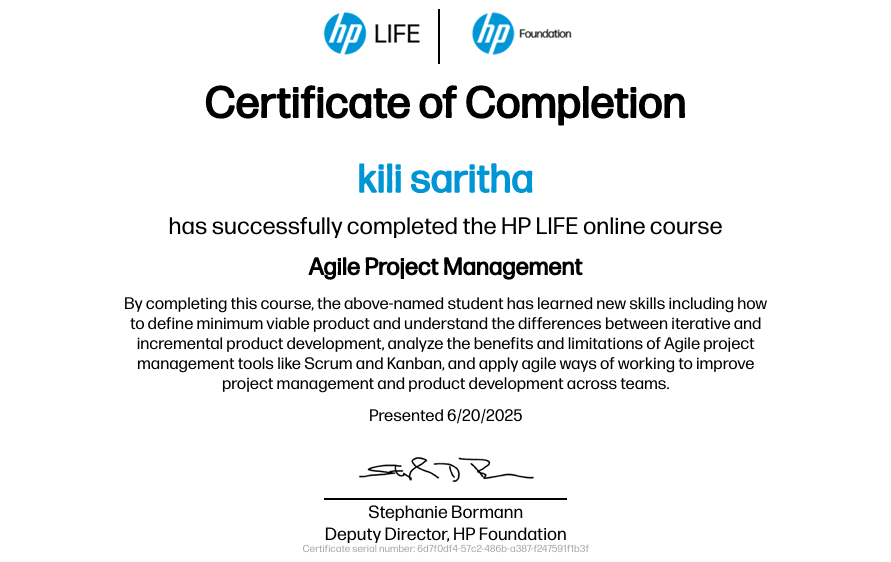 hp LIFE hp Foundation
Certificate of Completion
kili saritha
has successfully completed the HP LIFE online course
Agile Project Management
By completing this course, the above-named student has learned new skills including how
to define minimum viable product and understand the differences between iterative and
incremental product development, analyze the benefits and limitations of Agile project
management tools like Scrum and Kanban, and apply agile ways of working to improve
project management and product development across teams.
Presented 6/20/2025
Stephanie Bormann
Deputy Director, HP Foundation
Certificate serial number: 6d7f0df4-57c2-486b-a387-f247591f1b3f